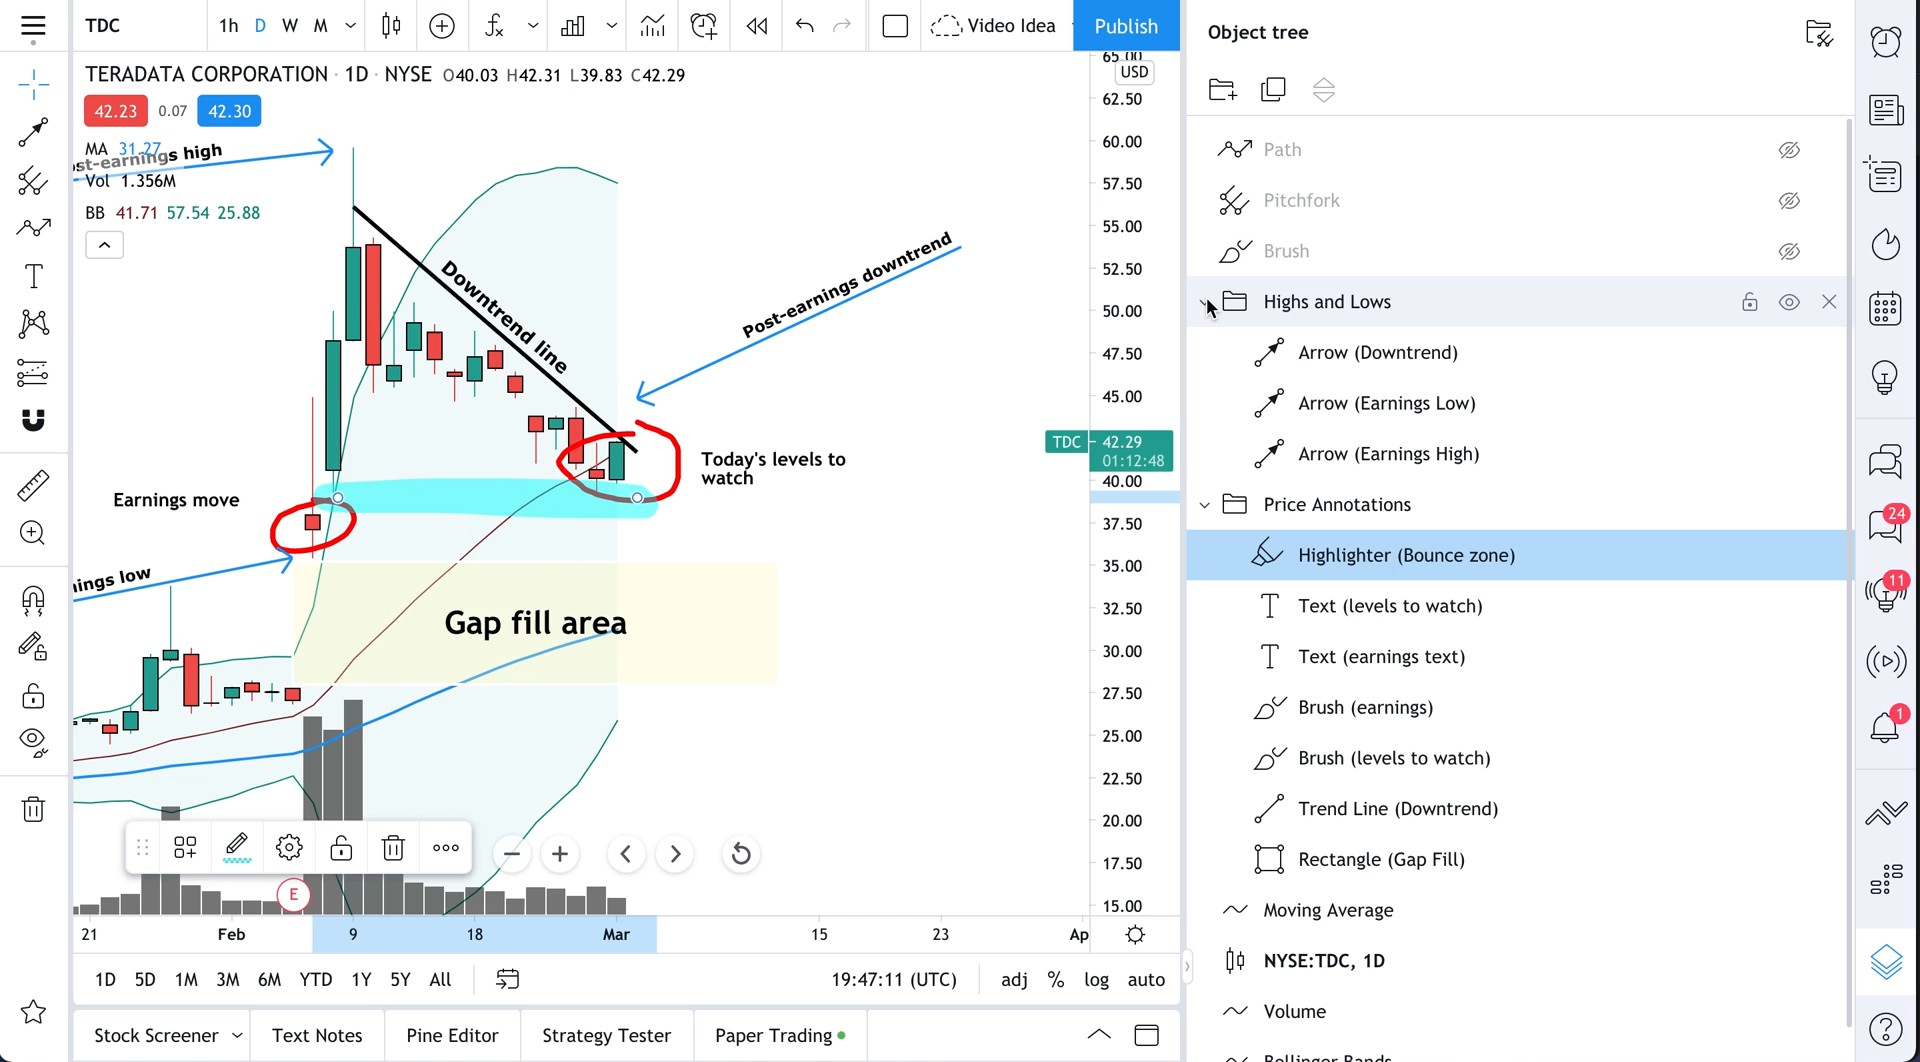 TDC
1h D W M
Video Idea
Publish
TERADATA CORPORATION · 1D · NYSE O40.03 H42.31 L39.83 C42.29
42.23 0.07 42.30
MA 31.27
ost-earnings high
Vol 1.356M
BB 41.71 57.54 25.88
Downtrend line
Post-earnings downtrend
Today's levels to
watch
Earnings move
nings low
Gap fill area
E
65.00
USD
62.50
60.00
57.50
55.00
52.50
50.00
47.50
45.00
TDC 42.29
01:12:48
40.00
37.50
35.00
32.50
30.00
27.50
25.00
22.50
20.00
17.50
15.00
21 Feb 9 18 Mar 15 23 Ap
1D 5D 1M 3M 6M YTD 1Y 5Y All
19:47:11 (UTC) adj % log auto
Stock Screener Text Notes Pine Editor Strategy Tester Paper Trading
Object tree
Path
Pitchfork
Brush
Highs and Lows
Arrow (Downtrend)
Arrow (Earnings Low)
Arrow (Earnings High)
Price Annotations
Highlighter (Bounce zone)
Text (levels to watch)
Text (earnings text)
Brush (earnings)
Brush (levels to watch)
Trend Line (Downtrend)
Rectangle (Gap Fill)
Moving Average
NYSE:TDC, 1D
Volume
Bollinger Bands
24
11
1